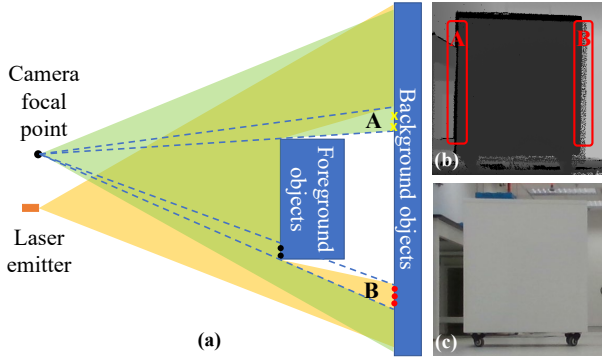 Camera
focal
point
Laser
emitter
A
B
Foreground
objects
Background objects
(a)
A
B
(b)
(c)